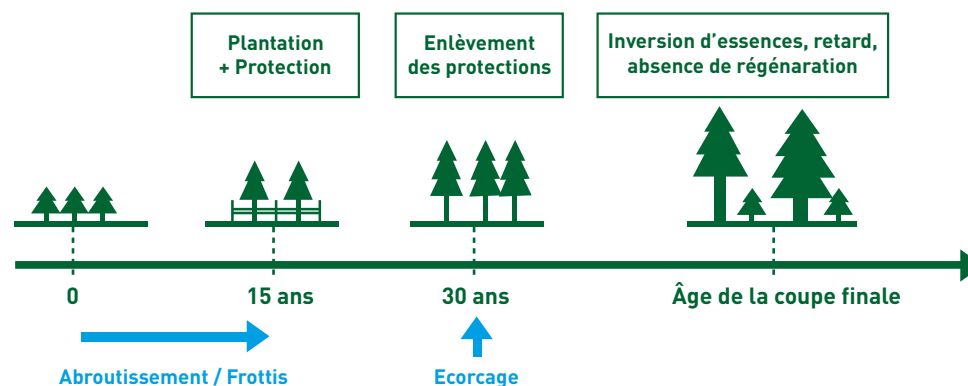 Plantation
+ Protection
Enlèvement
des protections
Inversion d'essences, retard,
absence de régénaration
0
15 ans
30 ans
Âge de la coupe finale
Abroutissement / Frottis
Ecorcage